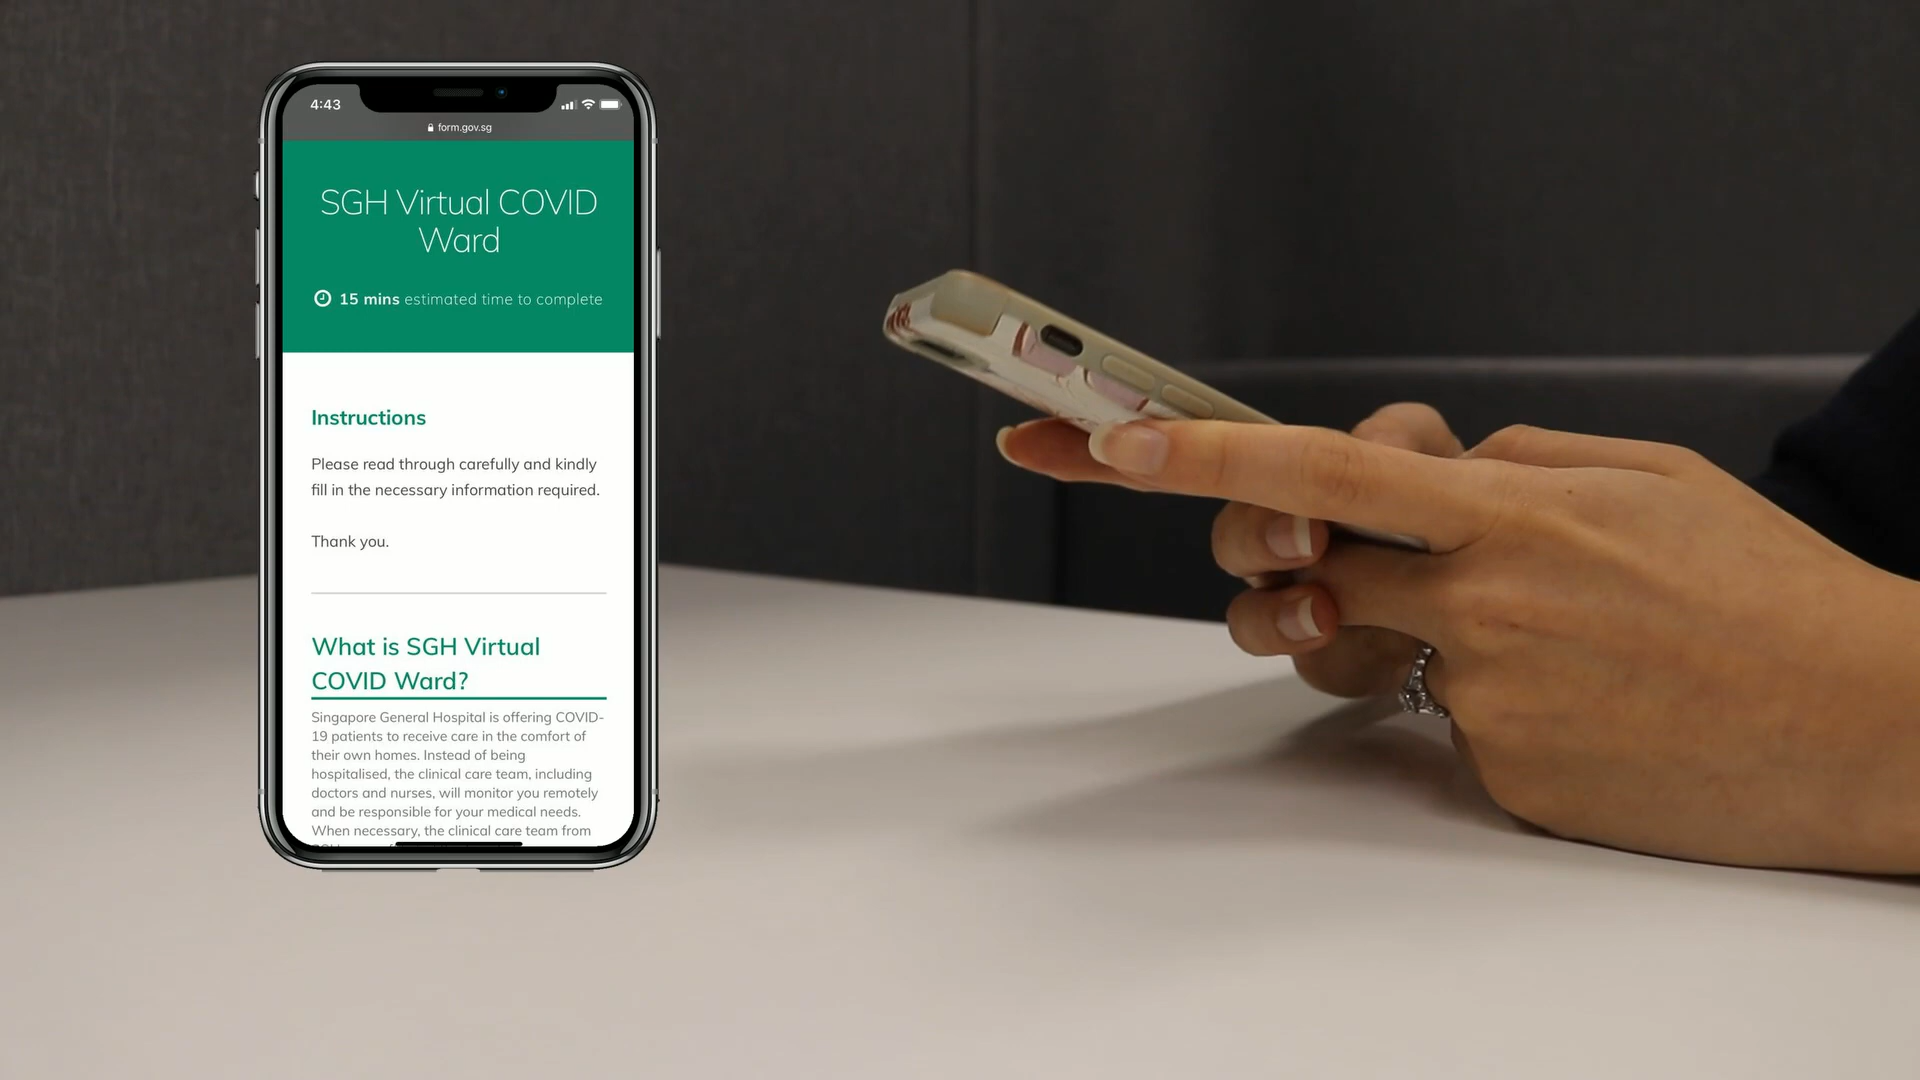 4:43
form.gov.sg
SGH Virtual COVID
Ward
15 mins estimated time to complete
Instructions
Please read through carefully and kindly
fill in the necessary information required.
Thank you.
What is SGH Virtual
COVID Ward?
Singapore General Hospital is offering COVID-
19 patients to receive care in the comfort of
their own homes. Instead of being
hospitalised, the clinical care team, including
doctors and nurses, will monitor you remotely
and be responsible for your medical needs.
When necessary, the clinical care team from